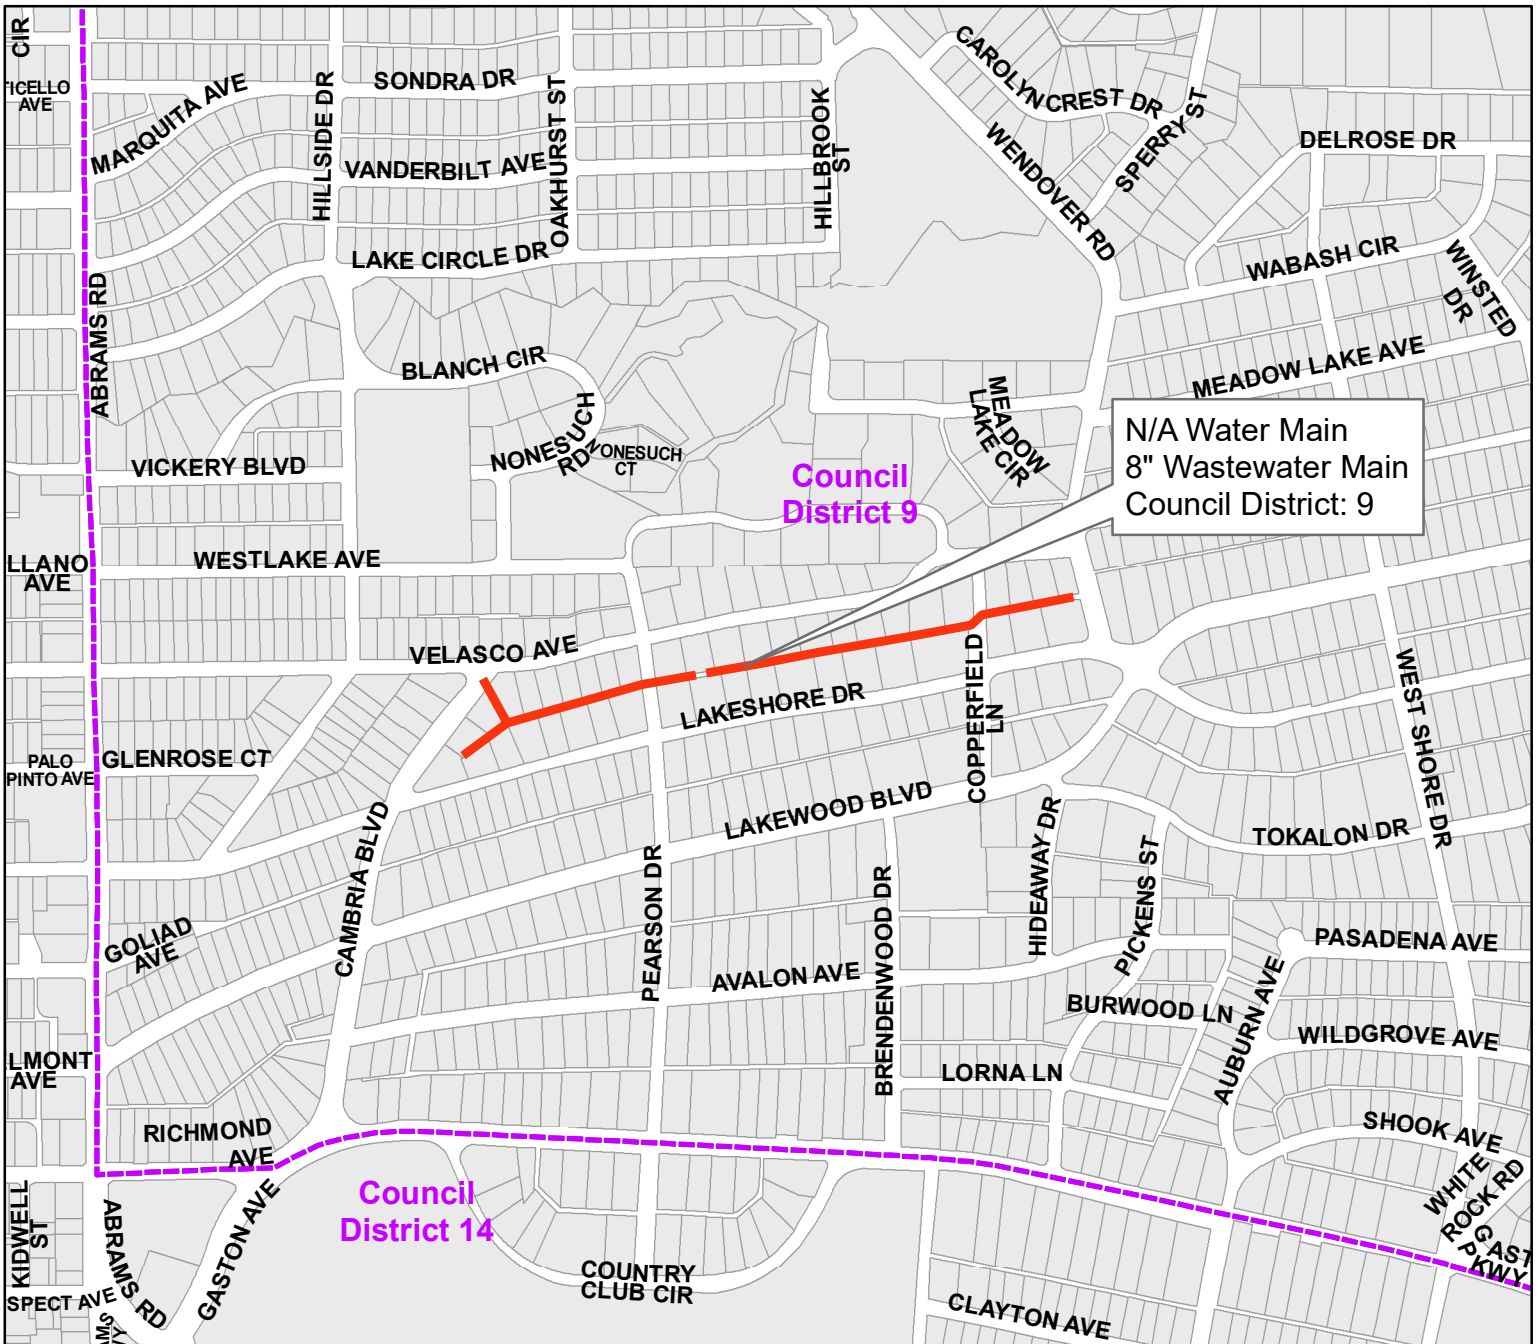 CIR
TICELLO
AVE
MARQUITA AVE
HILLSIDE DR
SONDRA DR
OAKHURST ST
VANDERBILT AVE
HILLBROOK
ST
CAROLYNCREST DR
SPERRY ST
WENDOVER RD
DELROSE DR
LAKE CIRCLE DR
WABASH CIR
WINSTED
DR
ABRAMS RD
BLANCH CIR
MEADOW LAKE AVE
MEADOW
LAKE CIR
N/A Water Main
8" Wastewater Main
Council District: 9
NONESUCH
RD
NONESUCH
CT
VICKERY BLVD
Council
District 9
LLANO
AVE
WESTLAKE AVE
VELASCO AVE
LAKESHORE DR
COPPERFIELD
LN
WEST SHORE DR
PALO
PINTO AVE
GLENROSE CT
LAKEWOOD BLVD
HIDEAWAY DR
TOKALON DR
CAMBRIA BLVD
PEARSON DR
BRENDENWOOD DR
PICKENS ST
GOLIAD
AVE
AVALON AVE
PASADENA AVE
AUBURN AVE
BURWOOD LN
WILDGROVE AVE
LMONT
AVE
LORNA LN
RICHMOND
AVE
SHOOK AVE
WHITE
ROCK RD
GAST
PKWY
Council
District 14
KIDWELL
ST
ABRAMS RD
GASTON AVE
COUNTRY
CLUB CIR
SPECT AVE
AMS
WY
CLAYTON AVE